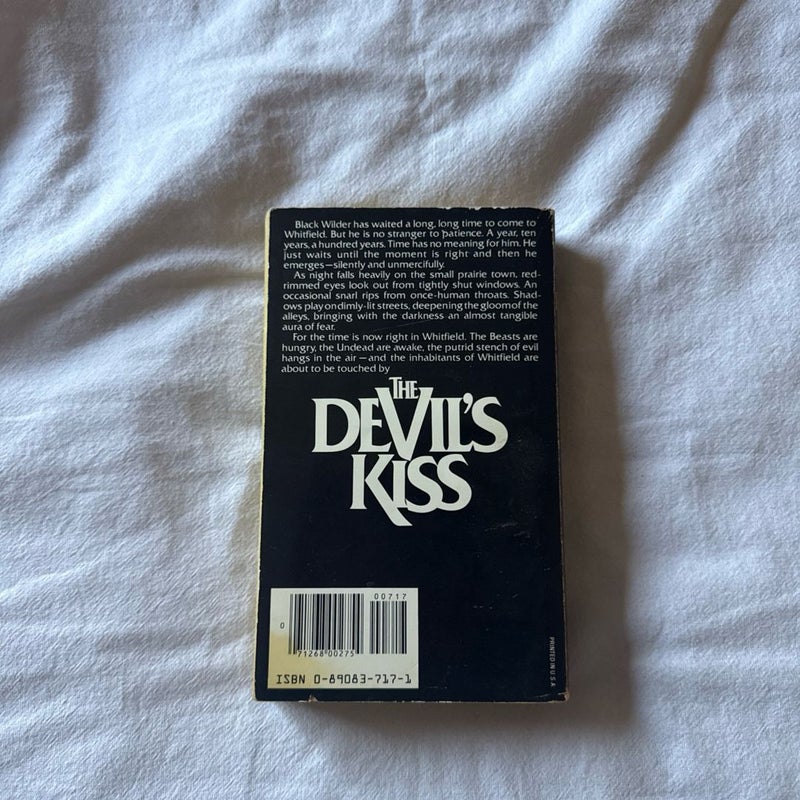 Black Wilder has waited a long, long time to come to
Whitfield. But he is no stranger to patience. A year, ten
years, a hundred years. Time has no meaning for him. He
just waits until the moment is right and then he
emerges—silently and unmercifully.
As night falls heavily on the small prairie town, red-
rimmed eyes look out from tightly shut windows. An
occasional snarl rips from once-human throats. Shad-
ows play on dimly-lit streets, deepening the gloom of the
alleys, bringing with the darkness an almost tangible
aura of fear.
For the time is now right in Whitfield. The Beasts are
hungry, the Undead are awake, the putrid stench of evil
hangs in the air—and the inhabitants of Whitfield are
about to be touched by
THE
DEVIL'S
KISS
00717
0
71268 00275
ISBN 0-89083-717-1
PRINTED IN U.S.A.